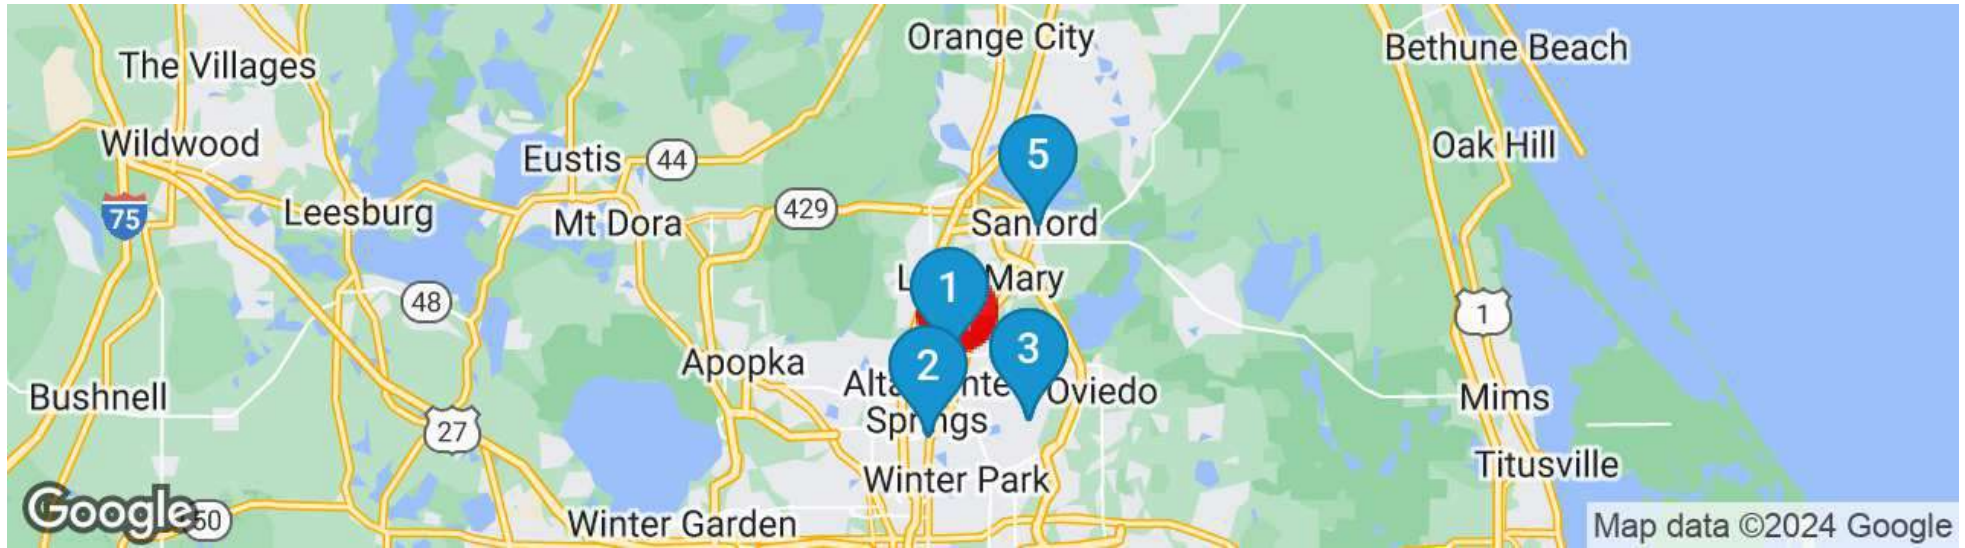 Orange City
Bethune Beach
The Villages
Wildwood
Oak Hill
Eustis
44
5
75
Leesburg
Mt Dora
429
Sanford
1
Mary
48
1
Apopka
2
3
Oviedo
Bushnell
Springs
Mims
27
Winter Park
Titusville
Google
50
Winter Garden
Map data ©2024 Google